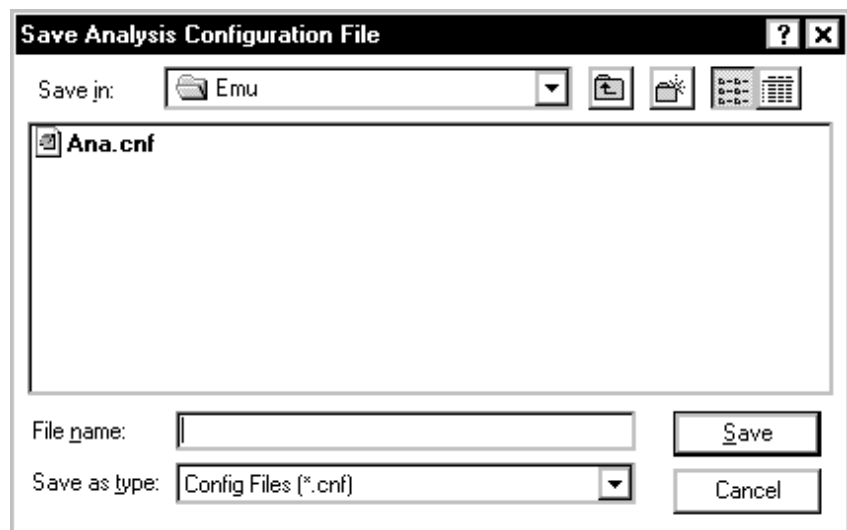 Save Analysis Configuration File ? X
Save in: Emu
Ana.cnf
File name:
Save
Save as type: Config Files (*.cnf)
Cancel